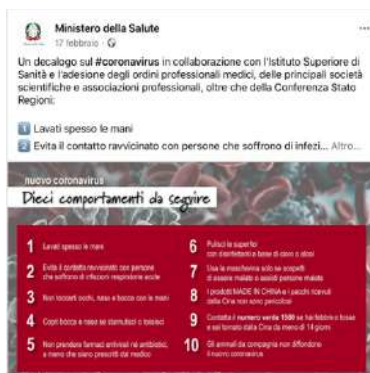 Ministero della Salute
17 febbraio
Un decalogo sul #coronavirus in collaborazione con l'Istituto Superiore di
Sanità e l'adesione degli ordini professionali medici, delle principali società
scientifiche e associazioni professionali, oltre che della Conferenza Stato
Regioni:
1 Lavati spesso le mani
2 Evita il contatto ravvicinato con persone che soffrono di infezi... Altro...
nuovo coronavirus
Dieci comportamenti da seguire
1 Lavati spesso le mani
2 Evita il contatto ravvicinato con persone
che soffrono di infezioni respiratorie acute
3 Non toccarti occhi, naso e bocca con le mani
4 Copri bocca e naso se starnutisci o tossisci
5 Non prendere farmaci antivirali né antibiotici,
a meno che siano prescritti dal medico
6 Pulisci le superfici
con disinfettanti a base di cloro o alcol
7 Usa la mascherina solo se sospetti
di essere malato o assisti persone malate
8 I prodotti MADE IN CHINA e i pacchi ricevuti
dalla Cina non sono pericolosi
9 Contatta il numero verde 1500 se hai febbre o tosse
e sei tornato dalla Cina da meno di 14 giorni
10 Gli animali da compagnia non diffondono
il nuovo coronavirus